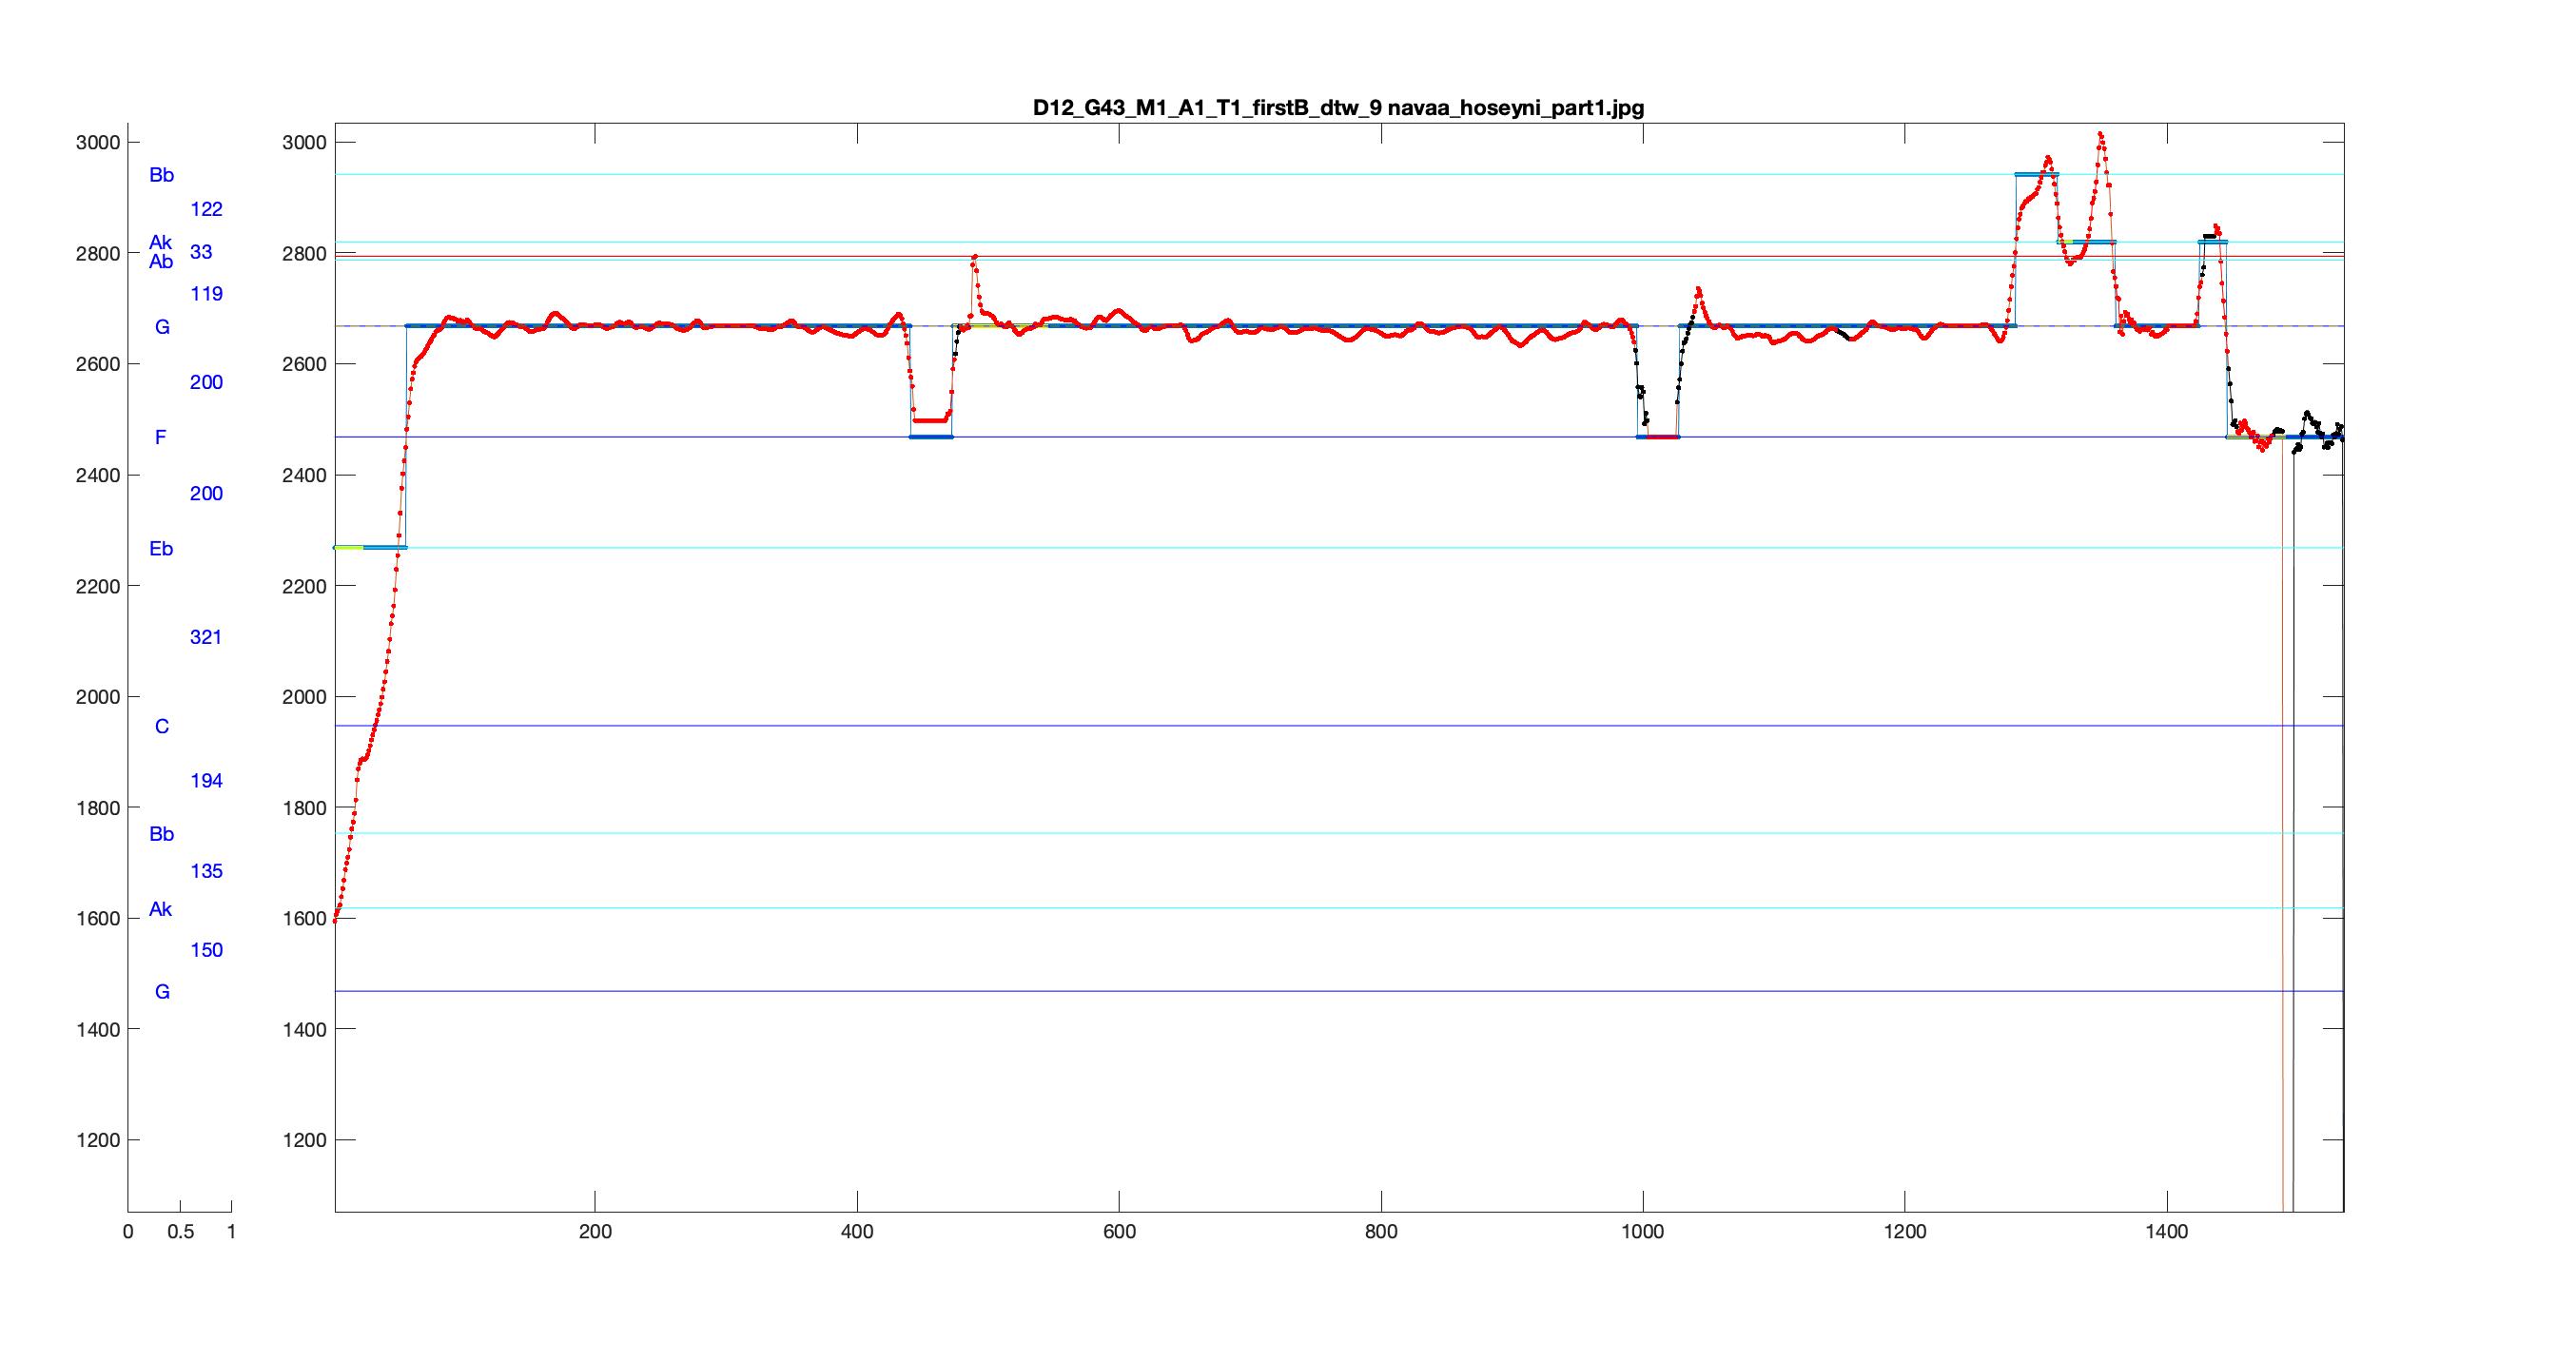 D12_G43_M1_A1_T1_firstB_dtw_9 navaa_hoseyni_part1.jpg
3000 3000
Bb
122
Ak
33
2800 2800
Ab
119
G
2600 2600
200
F
2400 2400
200
Eb
2200 2200
321
2000 2000
C
194
1800 1800
Bb
135
Ak
1600 1600
150
G
1400 1400
1200 1200
0 0.5 1 200 400 600 800 1000 1200 1400